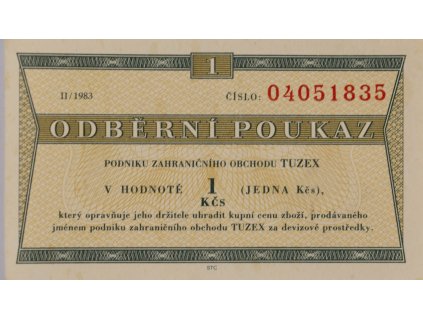 1
II/1983 ČÍSLO: 04051835
ODBĚRNÍ POUKAZ
PODNIKU ZAHRANIČNÍHO OBCHODU TUZEX
V HODNOTĚ 1 (JEDNA Kčs),
KČS
který opravňuje jeho držitele uhradit kupní cenu zboží, prodávaného
jménem podniku zahraničního obchodu TUZEX za devizové prostředky.
STC